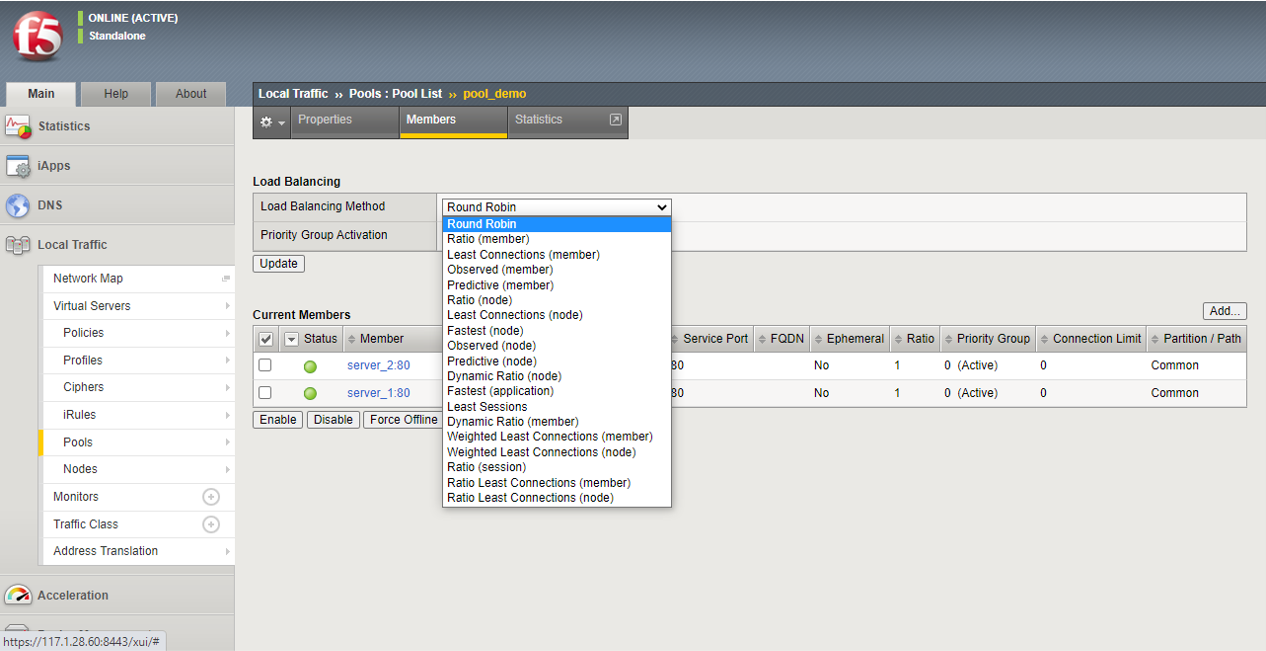 f5
ONLINE (ACTIVE)
Standalone
Main Help About
Local Traffic ›› Pools : Pool List ›› pool_demo
Properties Members Statistics
Statistics
iApps
DNS
Local Traffic
Network Map
Virtual Servers
Policies
Profiles
Ciphers
iRules
Pools
Nodes
Monitors
Traffic Class
Address Translation
Acceleration
https://117.1.28.60:8443/xui/#
Load Balancing
Load Balancing Method Round Robin
Priority Group Activation
Update
Round Robin
Ratio (member)
Least Connections (member)
Observed (member)
Predictive (member)
Ratio (node)
Least Connections (node)
Fastest (node)
Observed (node)
Predictive (node)
Dynamic Ratio (node)
Fastest (application)
Least Sessions
Dynamic Ratio (member)
Weighted Least Connections (member)
Weighted Least Connections (node)
Ratio (session)
Ratio Least Connections (member)
Ratio Least Connections (node)
Current Members Add...
Status Member Service Port FQDN Ephemeral Ratio Priority Group Connection Limit Partition / Path
server_2:80 80 No 1 0 (Active) 0 Common
server_1:80 80 No 1 0 (Active) 0 Common
Enable Disable Force Offline